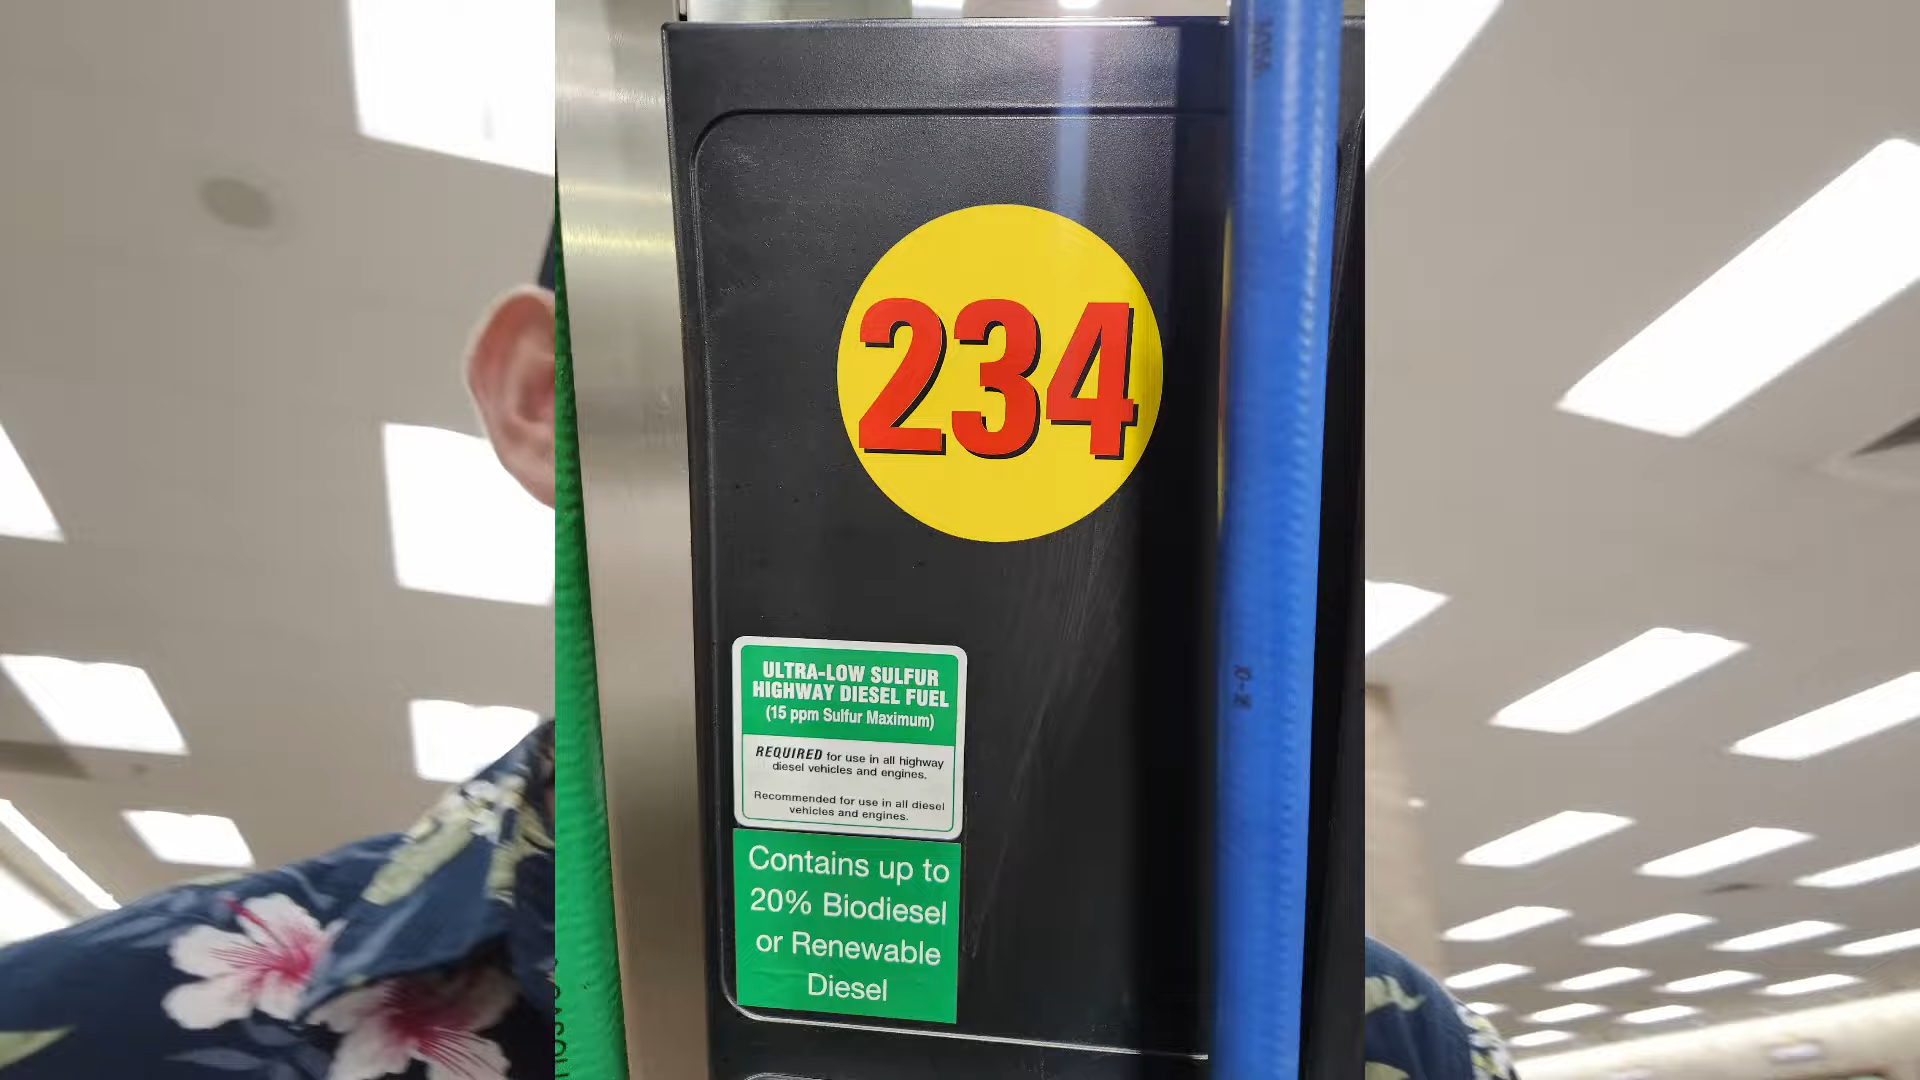 234
ULTRA-LOW SULFUR
HIGHWAY DIESEL FUEL
(15 ppm Sulfur Maximum)
REQUIRED for use in all highway
diesel vehicles and engines.
Recommended for use in all diesel
vehicles and engines.
Contains up to
20% Biodiesel
or Renewable
Diesel